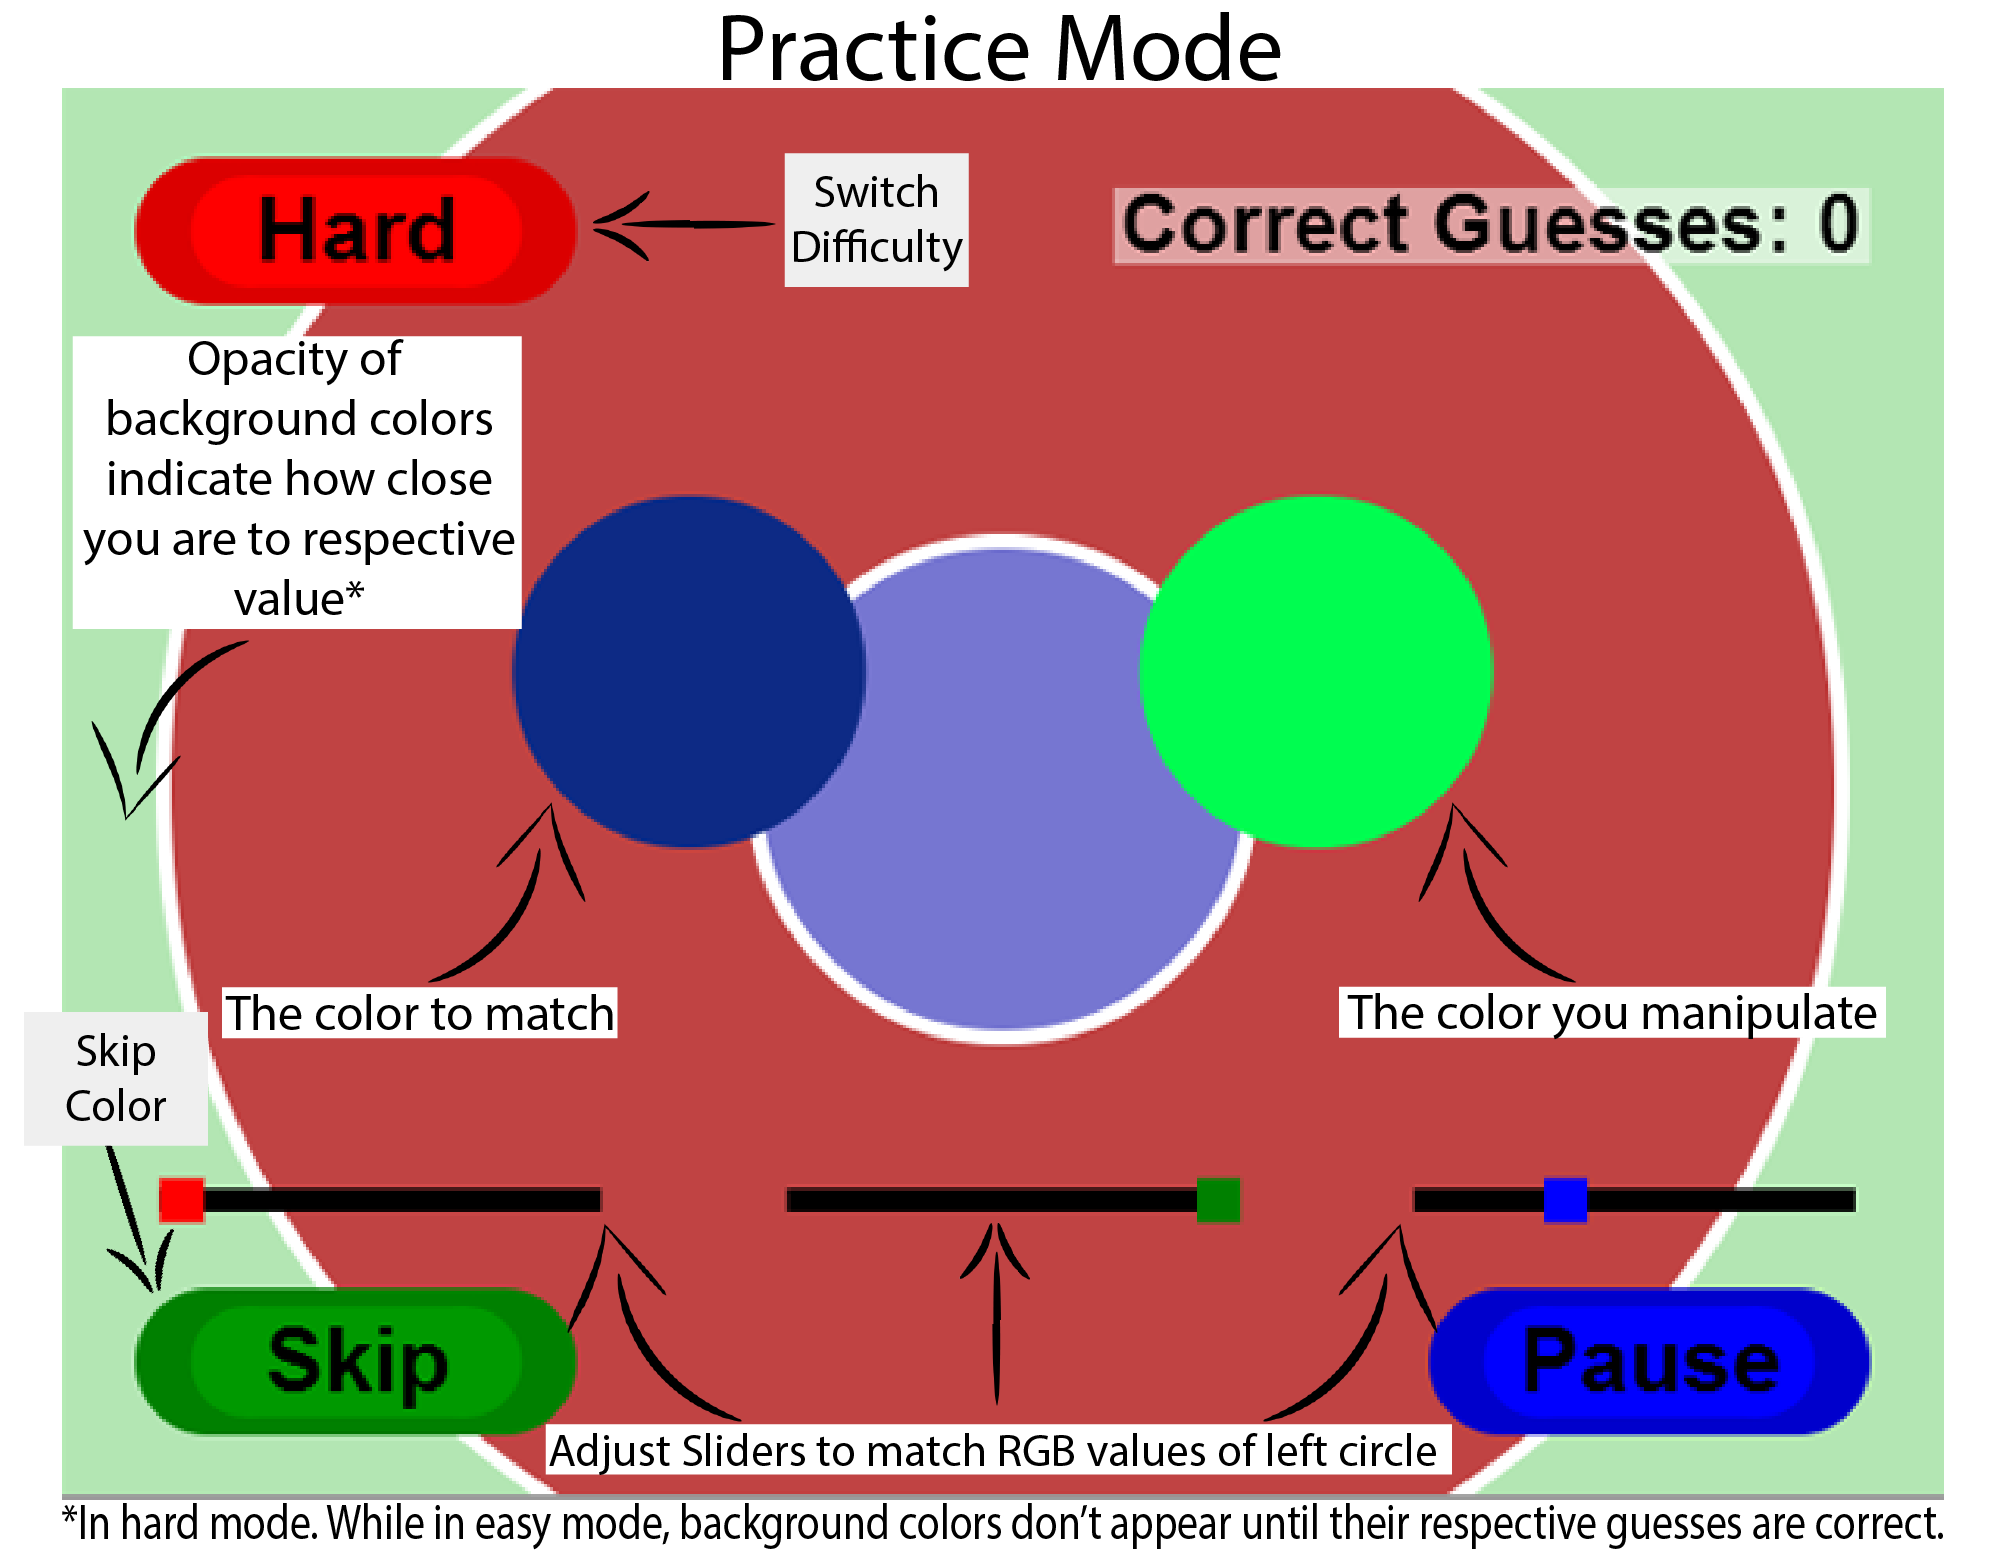 Practice Mode
Hard
Switch
Difficulty
Correct Guesses: 0
Opacity of
background colors
indicate how close
you are to respective
value*
The color to match
The color you manipulate
Skip
Color
Skip
Pause
Adjust Sliders to match RGB values of left circle
*In hard mode. While in easy mode, background colors don't appear until their respective guesses are correct.